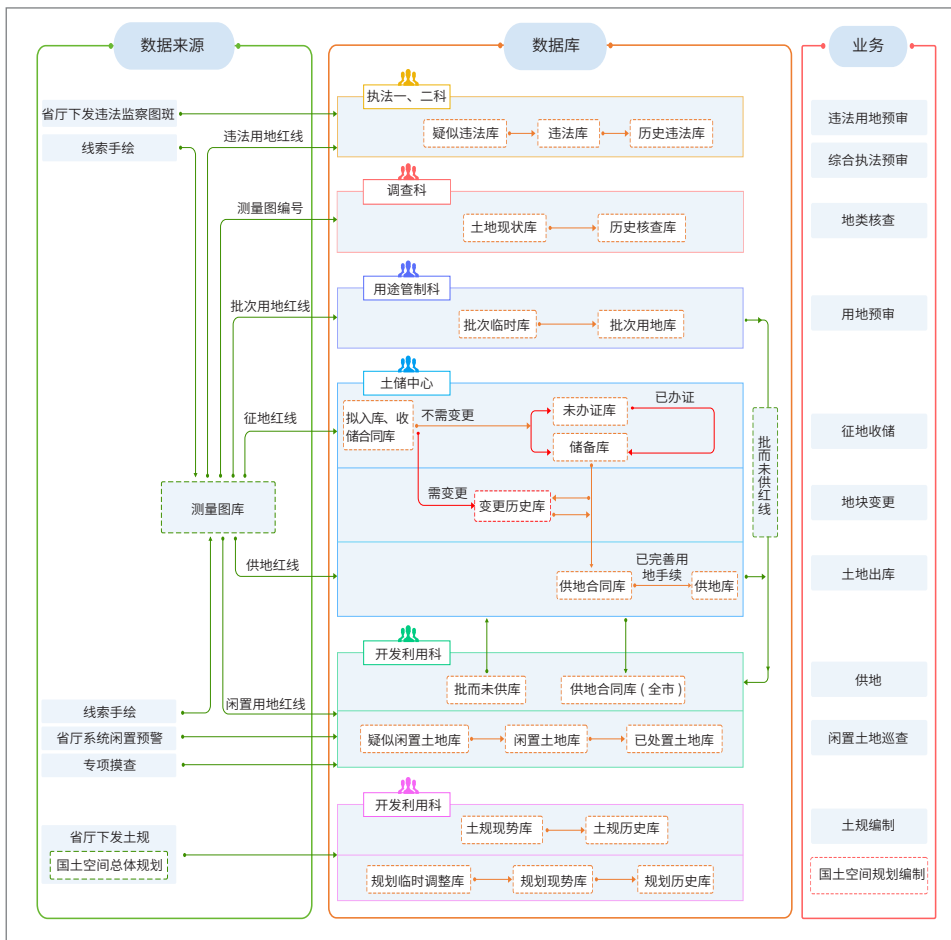 数据来源
数据库
业务
执法一、二科
省厅下发违法监察图斑
线索手绘
违法用地红线
疑似违法库
违法库
历史违法库
违法用地预审
综合执法预审
调查科
测量图编号
土地现状库
历史核查库
地类核查
用途管制科
批次用地红线
批次临时库
批次用地库
用地预审
土储中心
征地红线
拟入库、收
储合同库
不需变更
未办证库
已办证
储备库
征地收储
批而未供红线
测量图库
需变更
变更历史库
地块变更
供地红线
已完善用
地手续
供地合同库
供地库
土地出库
开发利用科
批而未供库
供地合同库(全市)
供地
线索手绘
闲置用地红线
省厅系统闲置预警
疑似闲置土地库
闲置土地库
已处置土地库
闲置土地巡查
专项摸查
开发利用科
省厅下发土规
土规现势库
土规历史库
土规编制
国土空间总体规划
规划临时调整库
规划现势库
规划历史库
国土空间规划编制